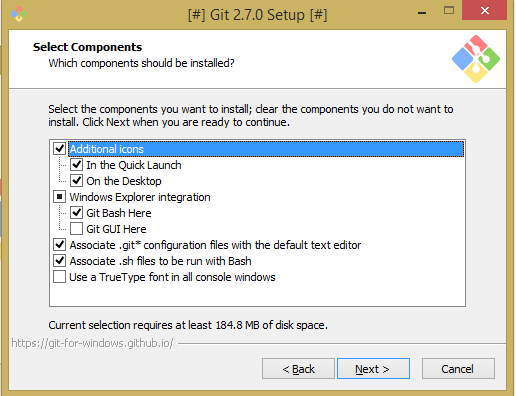 [#] Git 2.7.0 Setup [#]
Select Components
Which components should be installed?
Select the components you want to install; clear the components you do not want to
install. Click Next when you are ready to continue.
Additional icons
In the Quick Launch
On the Desktop
Windows Explorer integration
Git Bash Here
Git GUI Here
Associate .git* configuration files with the default text editor
Associate .sh files to be run with Bash
Use a TrueType font in all console windows
Current selection requires at least 184.8 MB of disk space.
https://git-for-windows.github.io/
< Back
Next >
Cancel